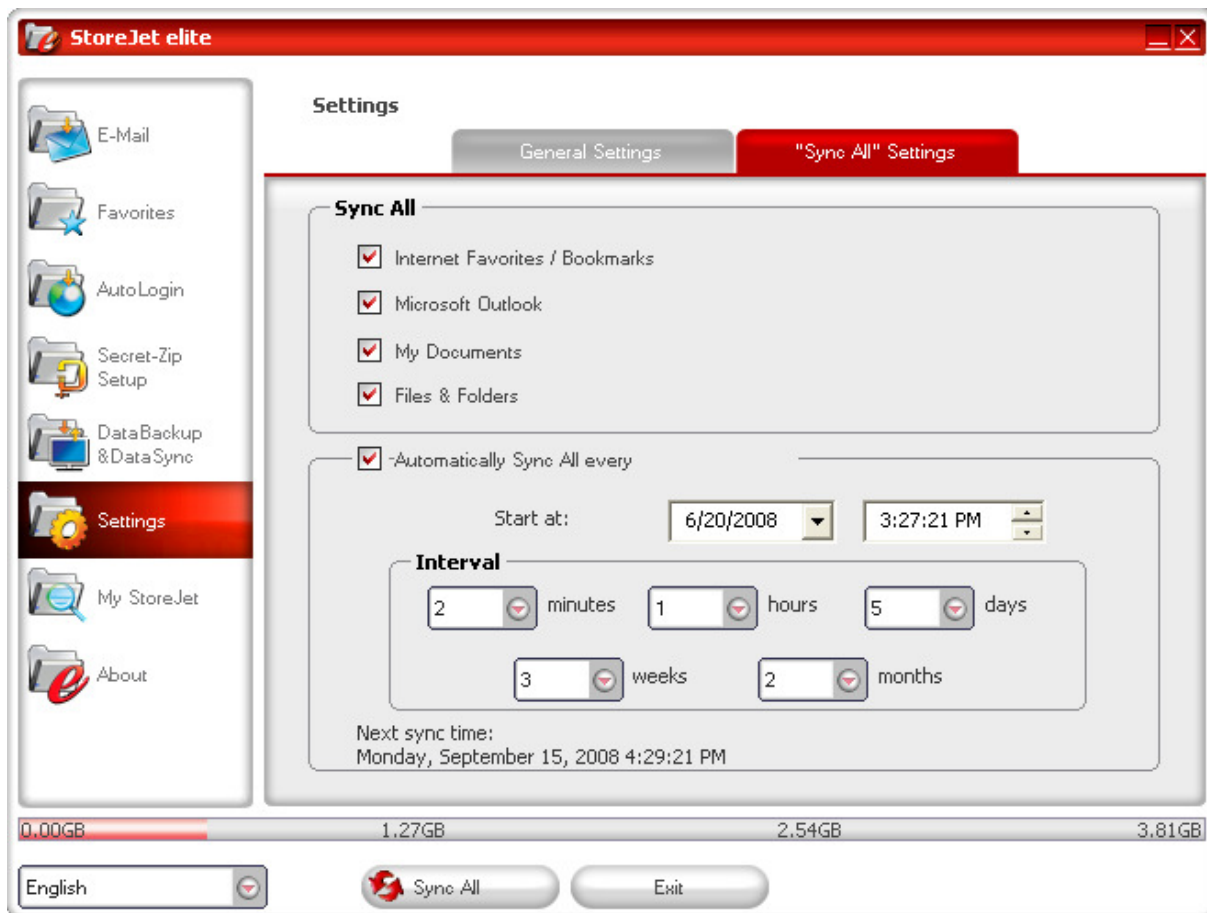 StoreJet elite
E-Mail
Favorites
AutoLogin
Secret-Zip
Setup
DataBackup
&DataSync
Settings
My StoreJet
About
Settings
General Settings
"Sync All" Settings
Sync All
Internet Favorites / Bookmarks
Microsoft Outlook
My Documents
Files & Folders
Automatically Sync All every
Start at: 6/20/2008 3:27:21 PM
Interval
2 minutes 1 hours 5 days
3 weeks 2 months
Next sync time:
Monday, September 15, 2008 4:29:21 PM
0.00GB 1.27GB 2.54GB 3.81GB
English Sync All Exit